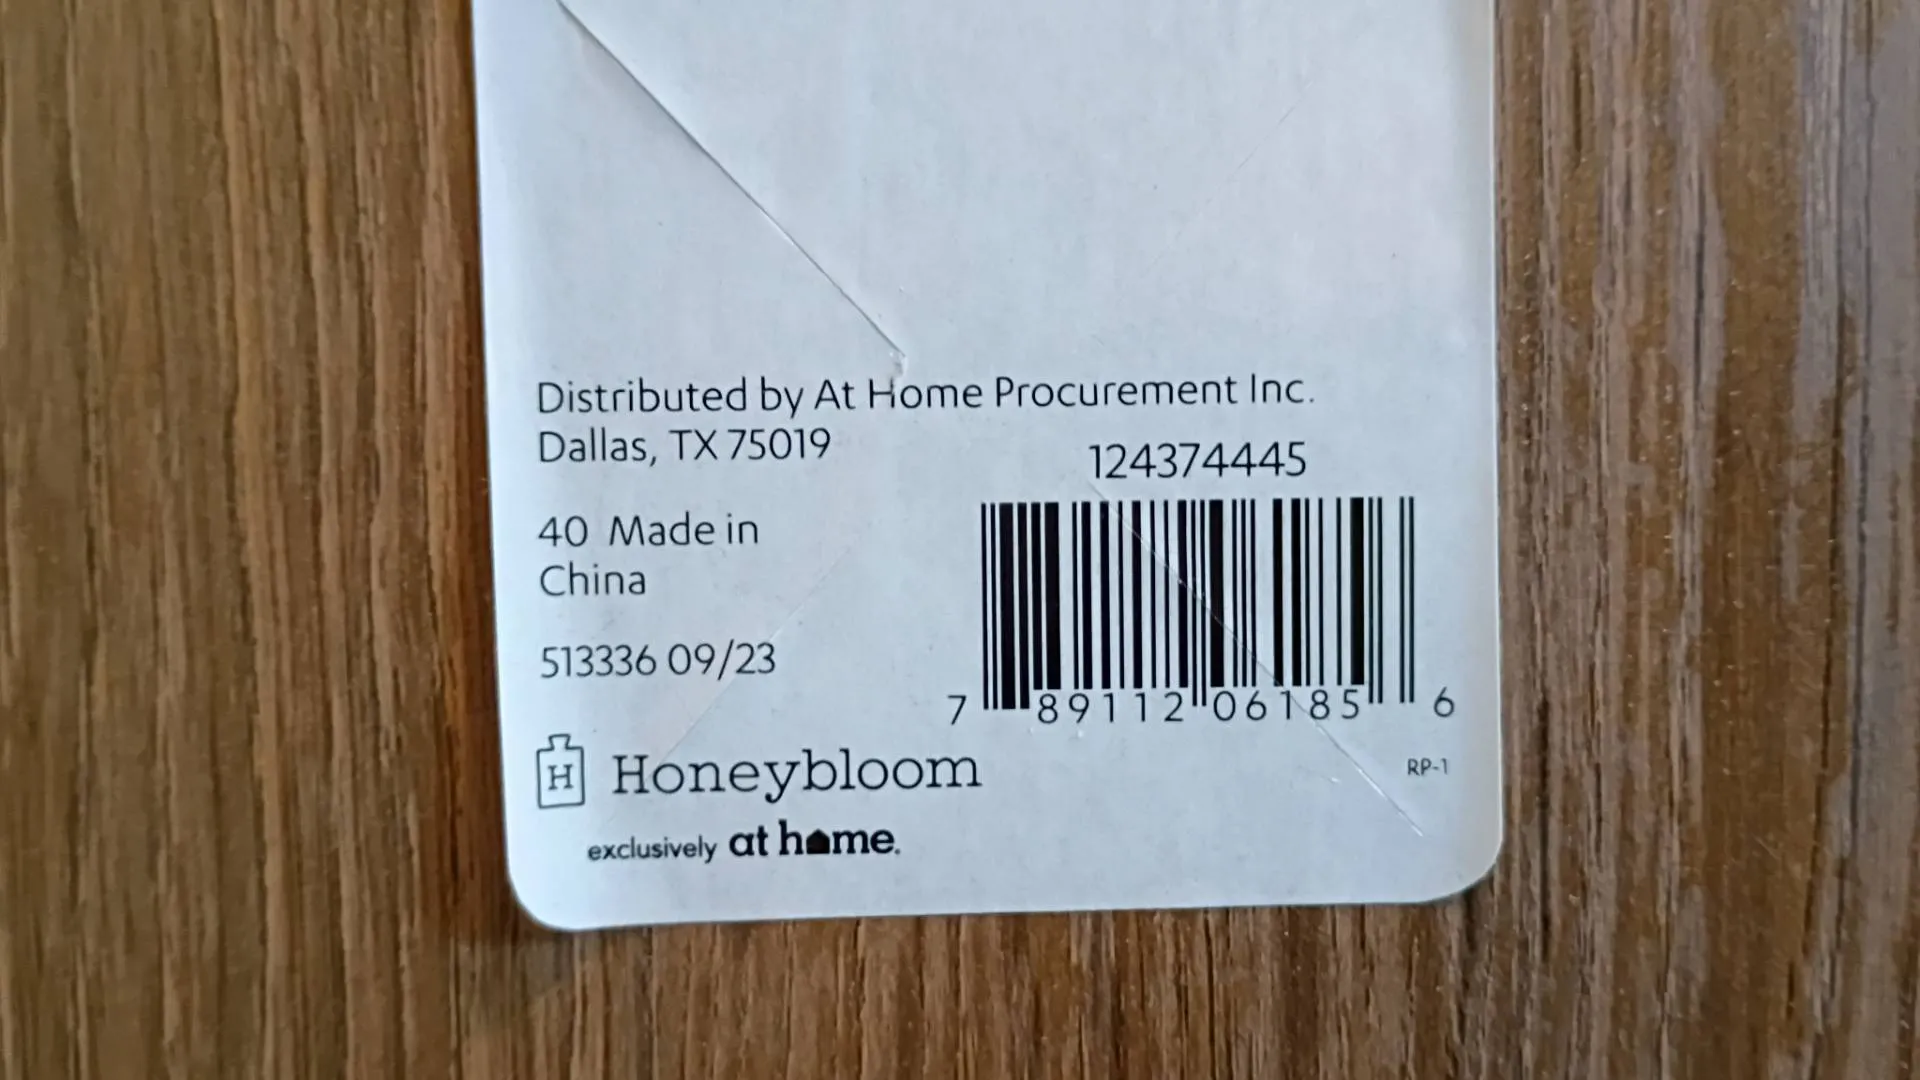 Distributed by At Home Procurement Inc.
Dallas, TX 75019
124374445
40 Made in
China
513336 09/23
7 89112 06185 6
H Honeybloom
RP-1
exclusively at home.